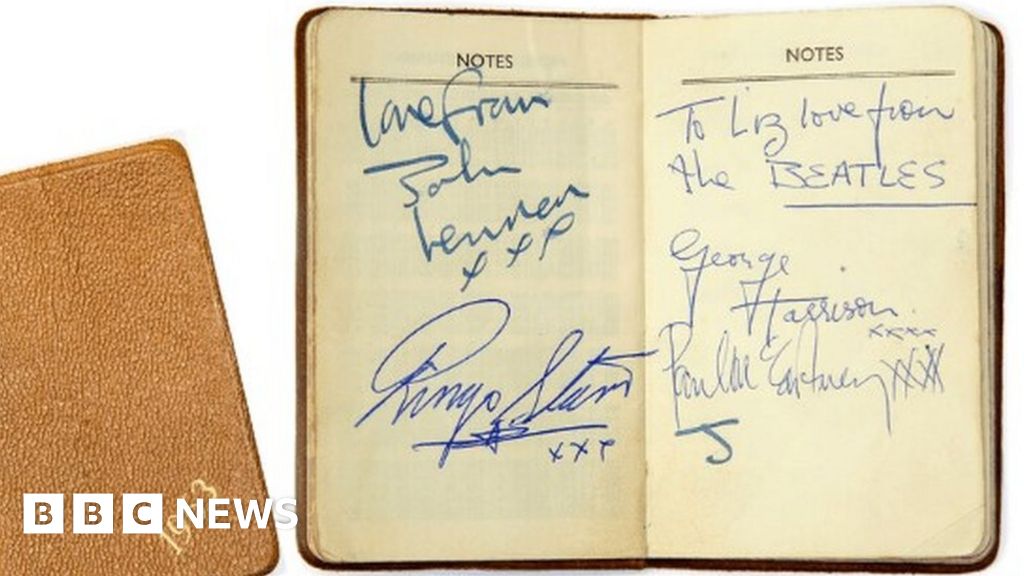 NOTES
love from
John
Lennon
x x x
Ringo Starr
xxx
NOTES
To Liz love from
the BEATLES
George
Harrison.
xxxx
Paul McCartney XXXX
BBC NEWS